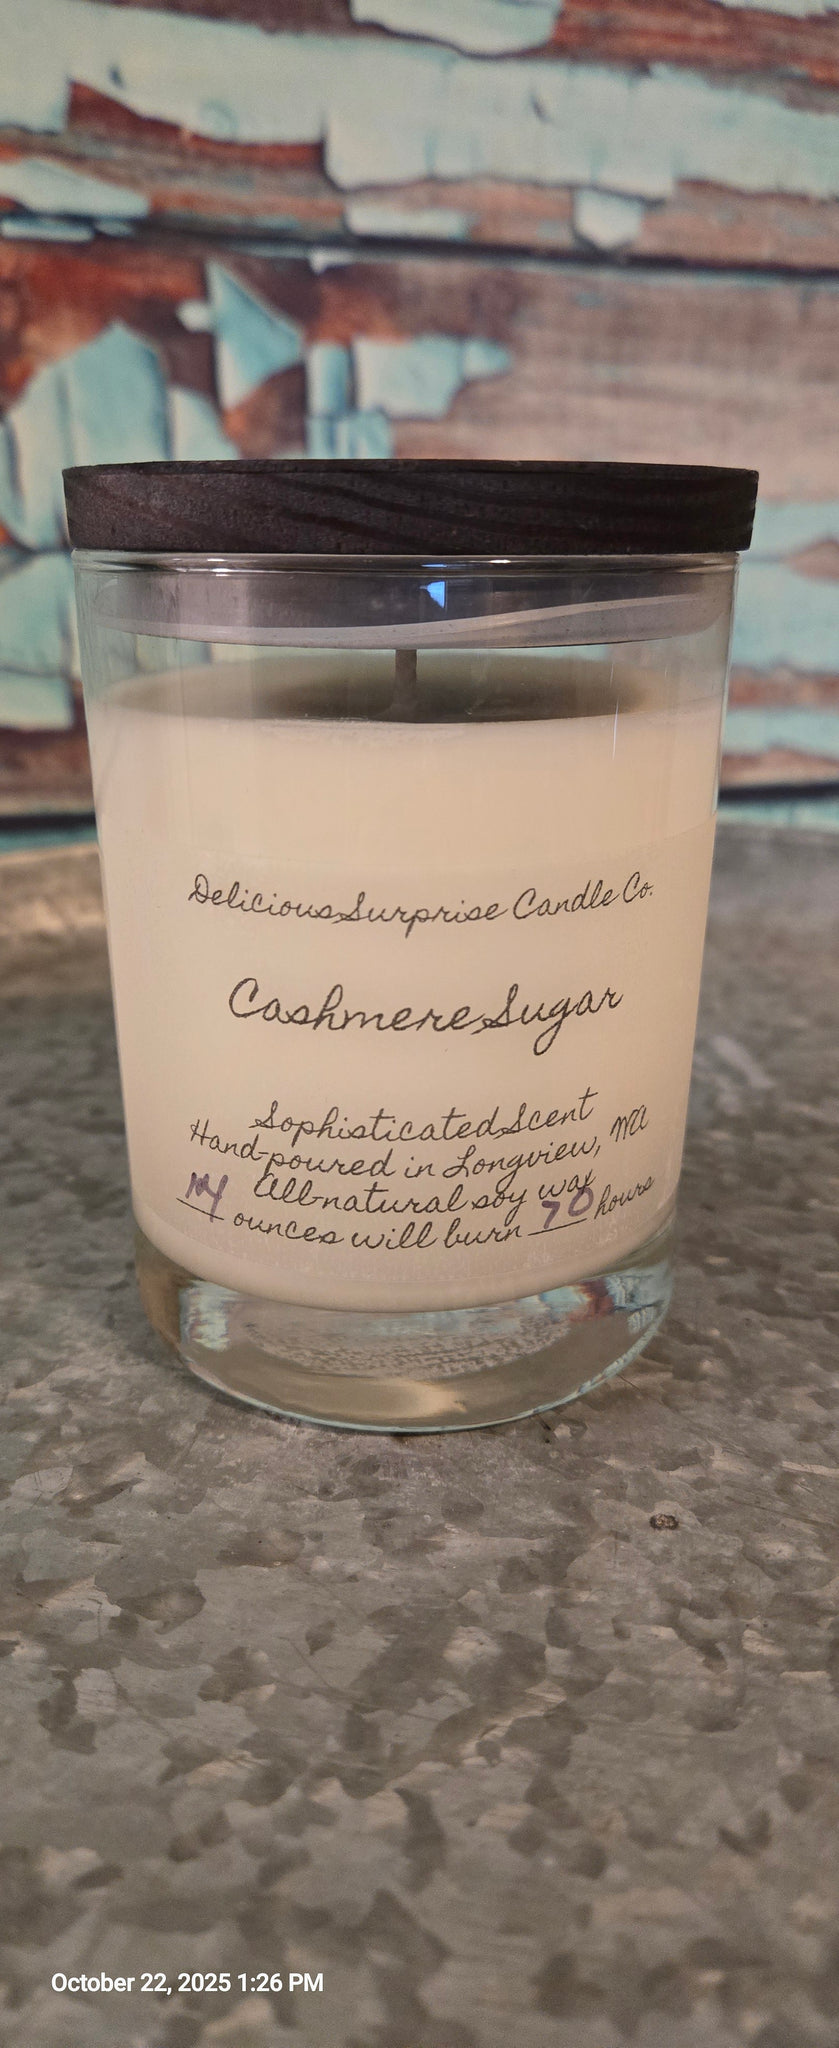 Delicious Surprise Candle Co.
Cashmere Sugar
Sophisticated Scent
Hand-poured in Longview, WA
All-natural soy wax
14 ounces will burn 70 hours
October 22, 2025 1:26 PM